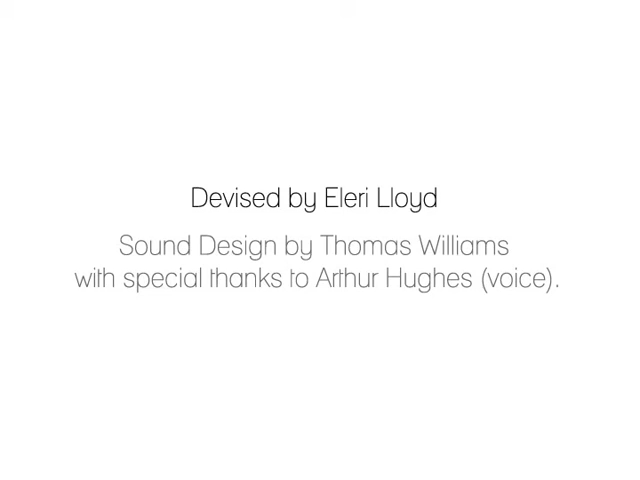 Devised by Eleri Lloyd
Sound Design by Thomas Williams
with special thanks to Arthur Hughes (voice).